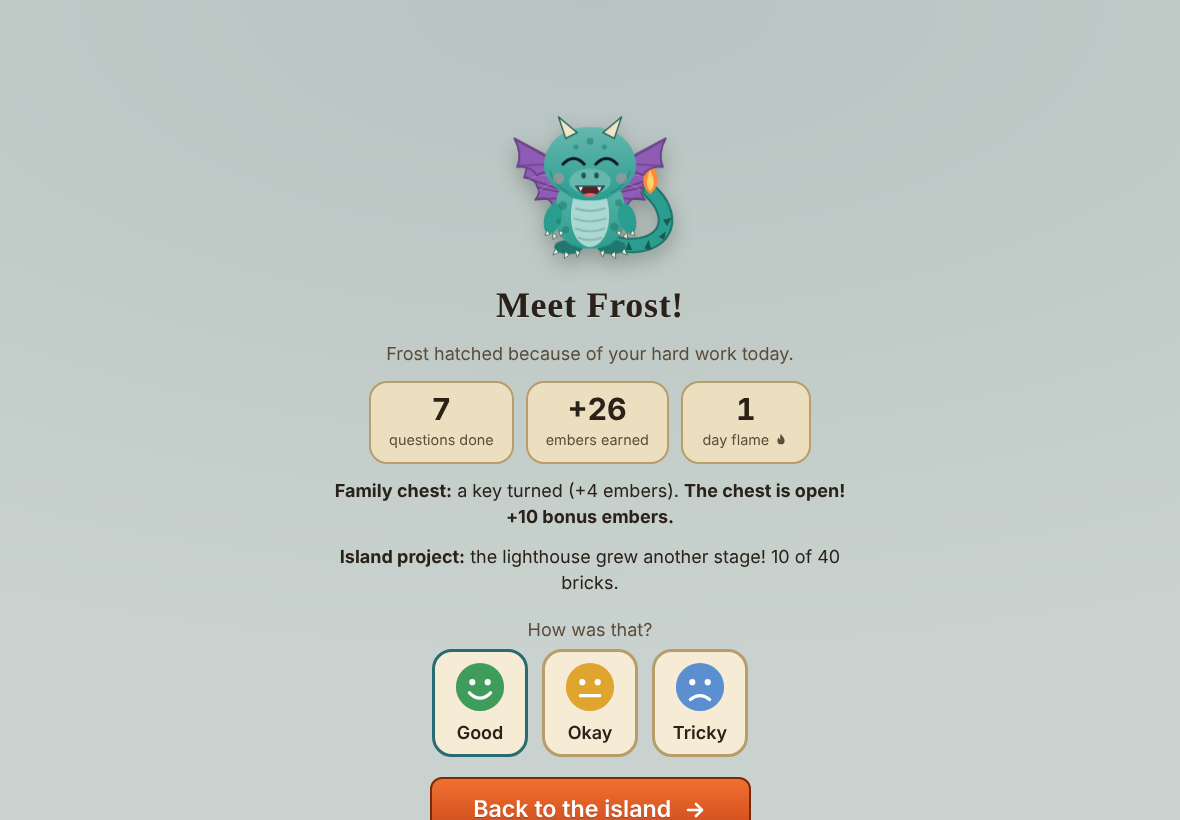 Meet Frost!
Frost hatched because of your hard work today.
7
questions done
+26
embers earned
1
day flame
Family chest: a key turned (+4 embers). The chest is open!
+10 bonus embers.
Island project: the lighthouse grew another stage! 10 of 40
bricks.
How was that?
Good
Okay
Tricky
Back to the island →